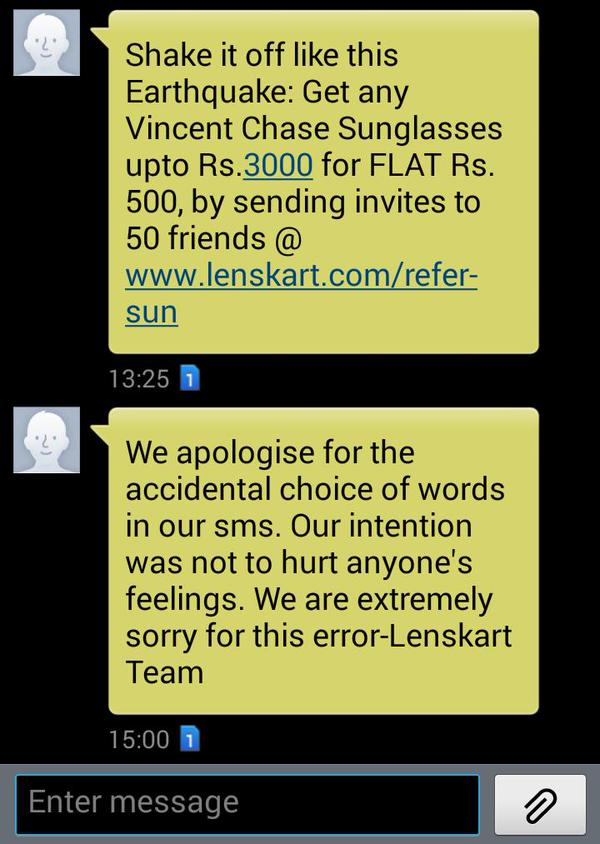 Shake it off like this
Earthquake: Get any
Vincent Chase Sunglasses
upto Rs.3000 for FLAT Rs.
500, by sending invites to
50 friends @
www.lenskart.com/refer-
sun
13:25 1
We apologise for the
accidental choice of words
in our sms. Our intention
was not to hurt anyone's
feelings. We are extremely
sorry for this error-Lenskart
Team
15:00 1
Enter message